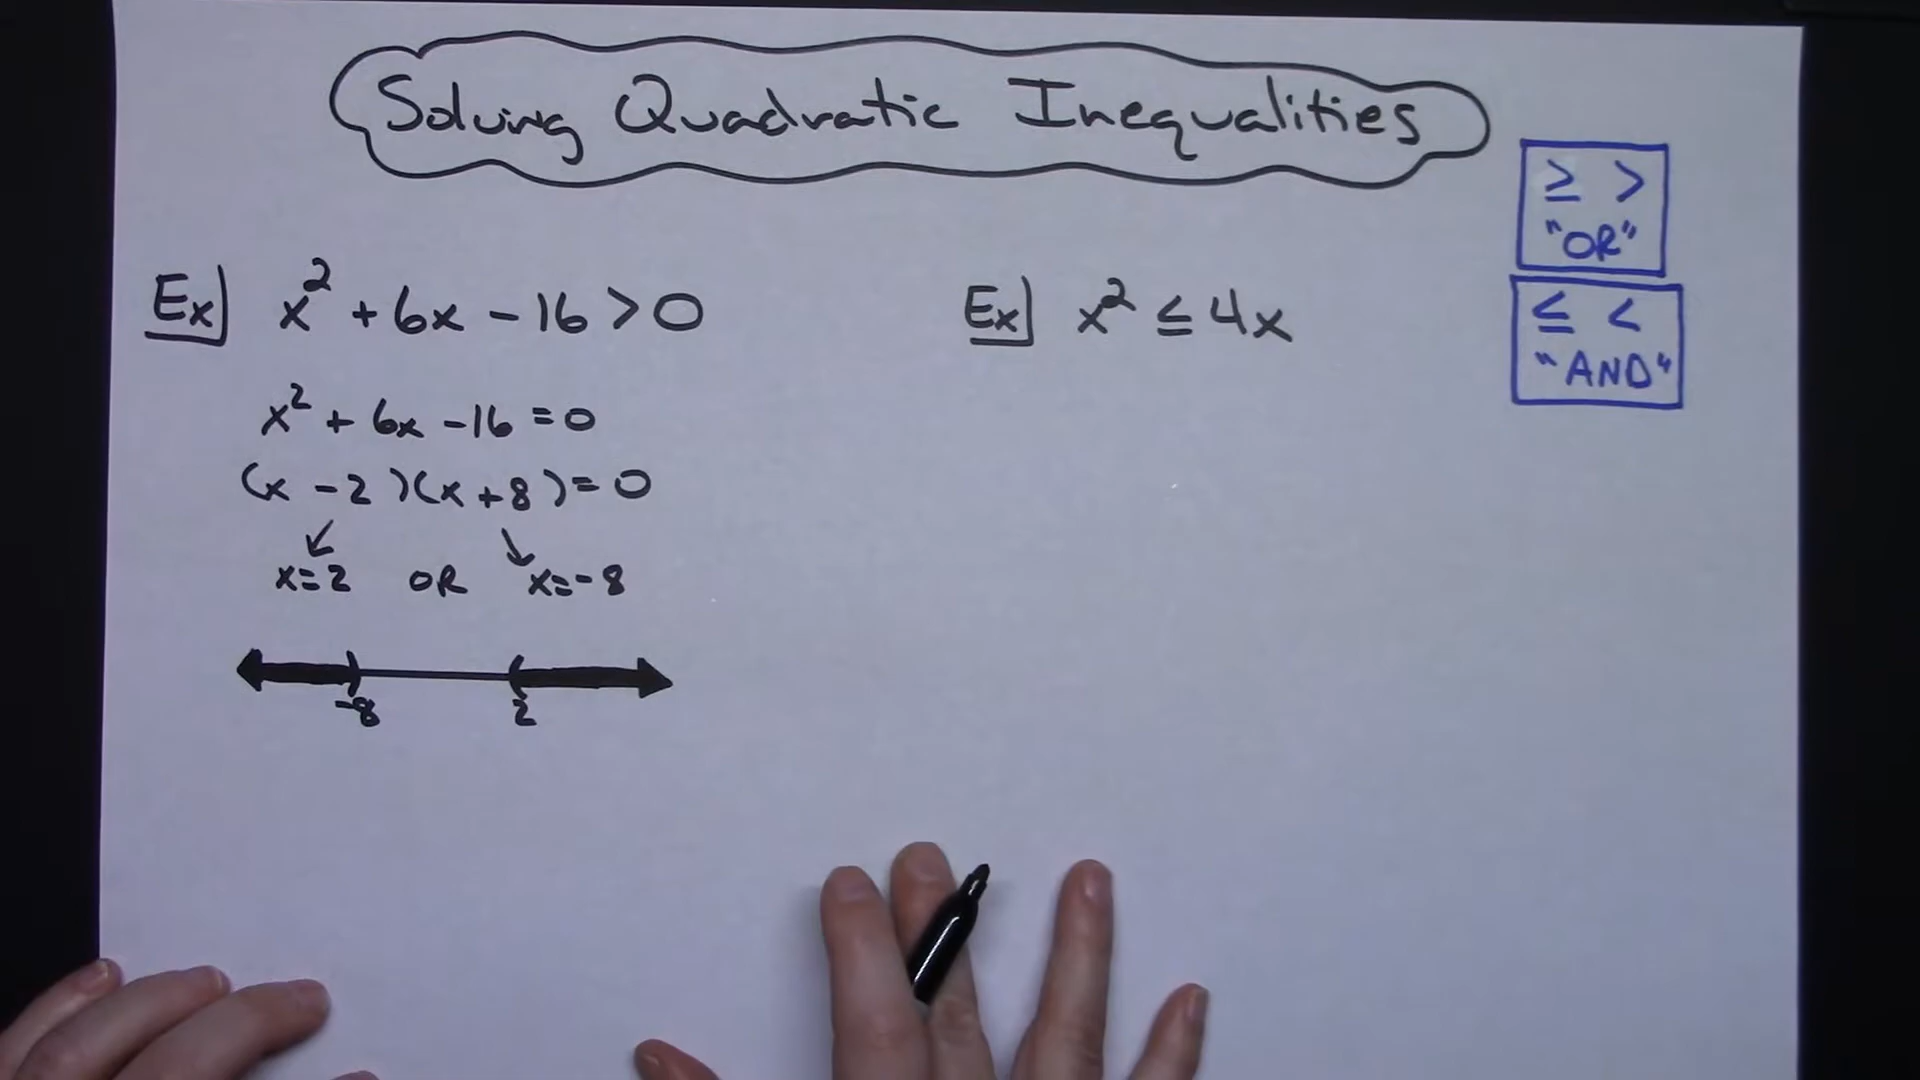 Solving Quadratic Inequalities
≥ >
"OR"
≤ <
"AND"
Ex] x² + 6x - 16 > 0
x² + 6x - 16 = 0
(x - 2)(x + 8) = 0
x = 2 OR x = -8
-8 2
Ex] x² ≤ 4x